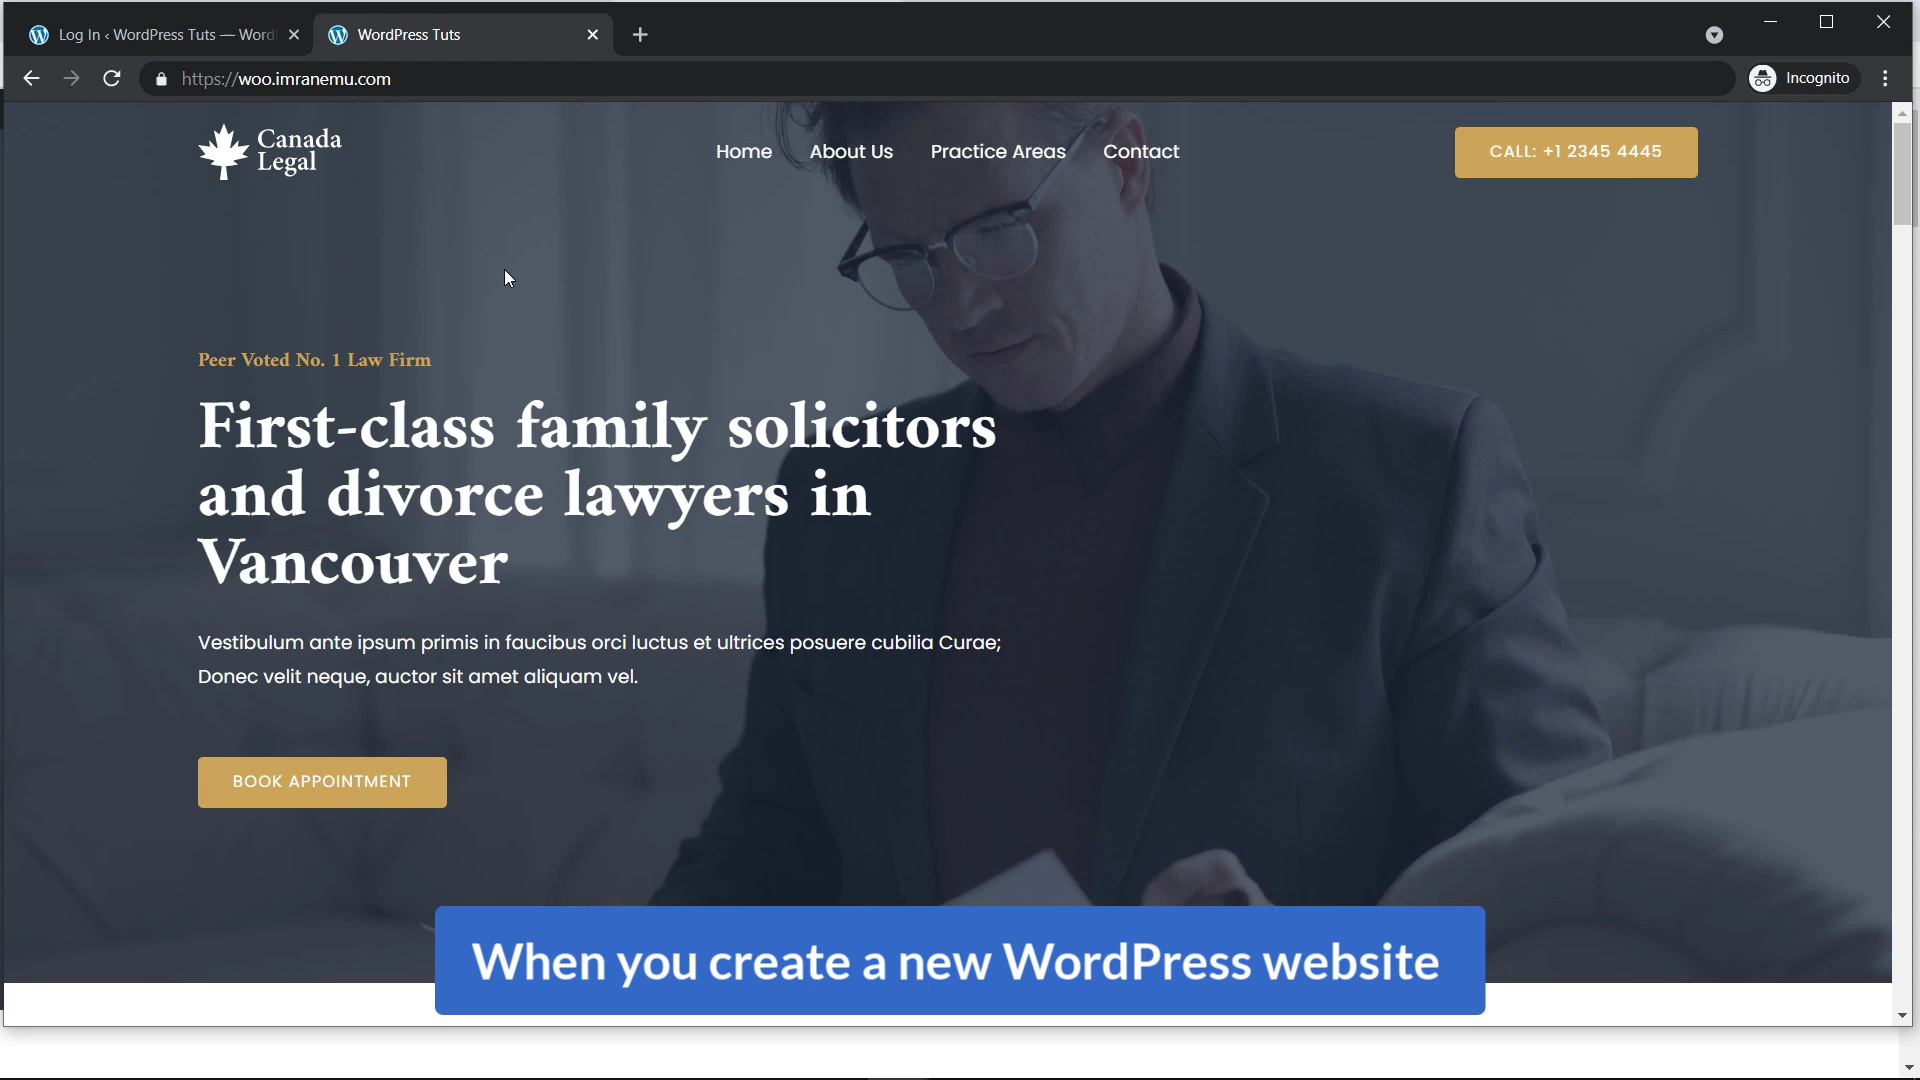 Log In ‹ WordPress Tuts — Word
WordPress Tuts
https://woo.imranemu.com
Incognito
Canada
Legal
Home
About Us
Practice Areas
Contact
CALL: +1 2345 4445
Peer Voted No. 1 Law Firm
First-class family solicitors
and divorce lawyers in
Vancouver
Vestibulum ante ipsum primis in faucibus orci luctus et ultrices posuere cubilia Curae;
Donec velit neque, auctor sit amet aliquam vel.
BOOK APPOINTMENT
When you create a new WordPress website